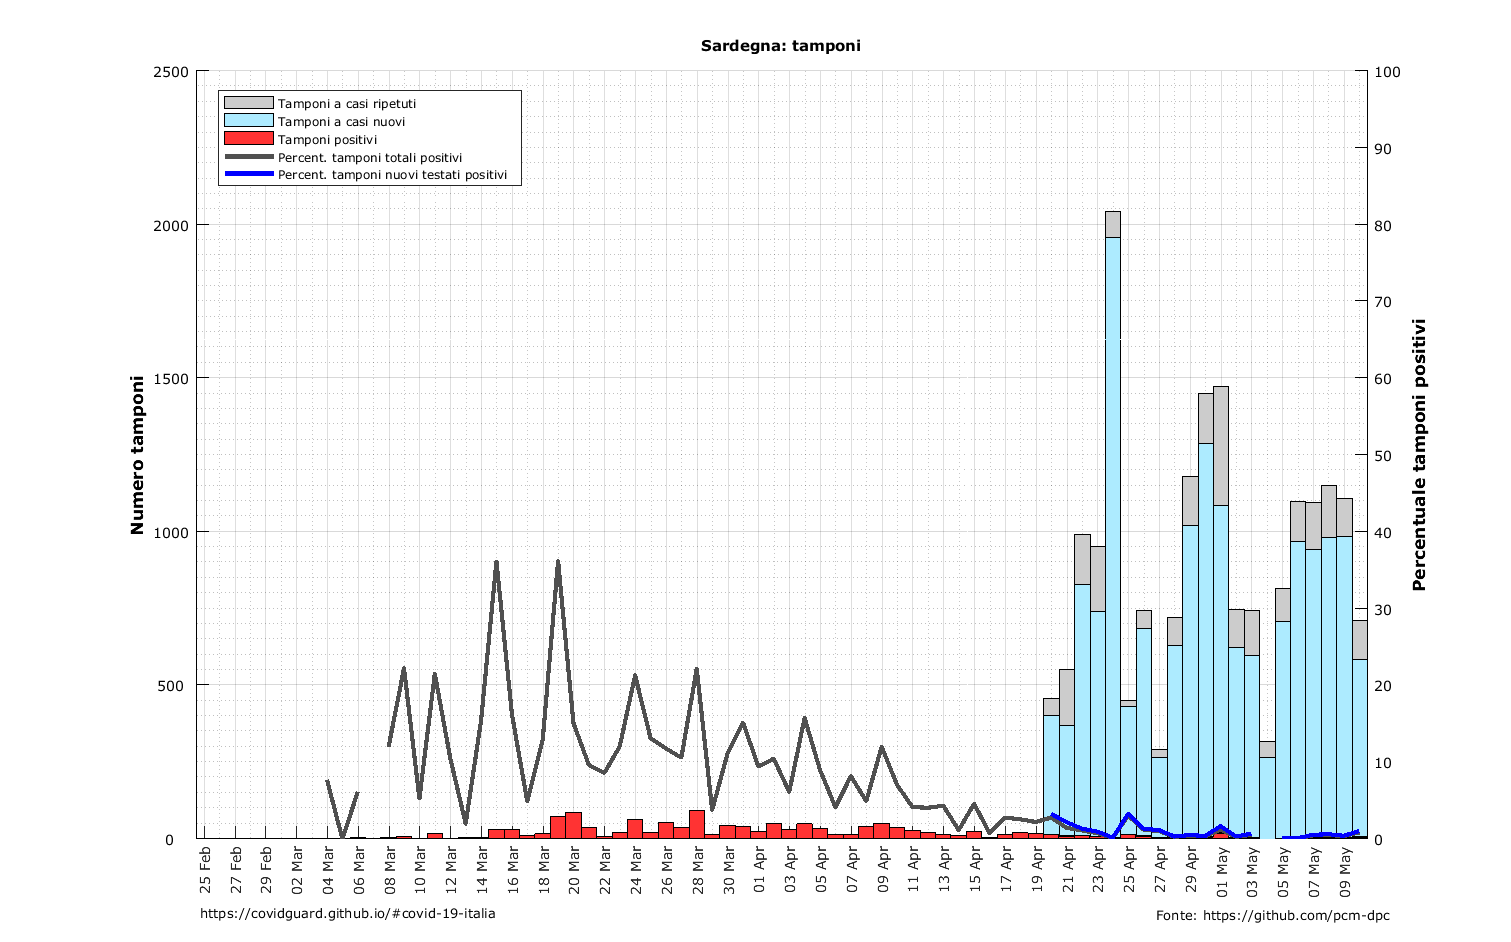 Sardegna: tamponi
Tamponi a casi ripetuti
Tamponi a casi nuovi
Tamponi positivi
Percent. tamponi totali positivi
Percent. tamponi nuovi testati positivi
Numero tamponi
2500
2000
1500
1000
500
0
Percentuale tamponi positivi
100
90
80
70
60
50
40
30
20
10
0
25 Feb
27 Feb
29 Feb
02 Mar
04 Mar
06 Mar
08 Mar
10 Mar
12 Mar
14 Mar
16 Mar
18 Mar
20 Mar
22 Mar
24 Mar
26 Mar
28 Mar
30 Mar
01 Apr
03 Apr
05 Apr
07 Apr
09 Apr
11 Apr
13 Apr
15 Apr
17 Apr
19 Apr
21 Apr
23 Apr
25 Apr
27 Apr
29 Apr
01 May
03 May
05 May
07 May
09 May
https://covidguard.github.io/#covid-19-italia
Fonte: https://github.com/pcm-dpc